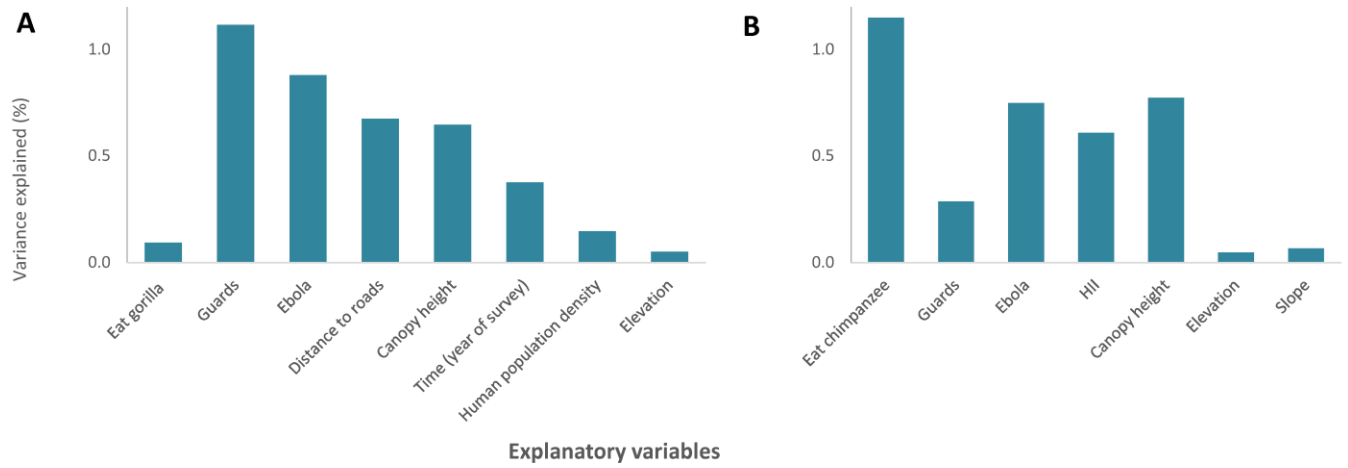 A
Variance explained (%)
1.0
0.5
0.0
Eat gorilla
Guards
Ebola
Distance to roads
Canopy height
Time (year of survey)
Human population density
Elevation
B
1.0
0.5
0.0
Eat chimpanzee
Guards
Ebola
HII
Canopy height
Elevation
Slope
Explanatory variables